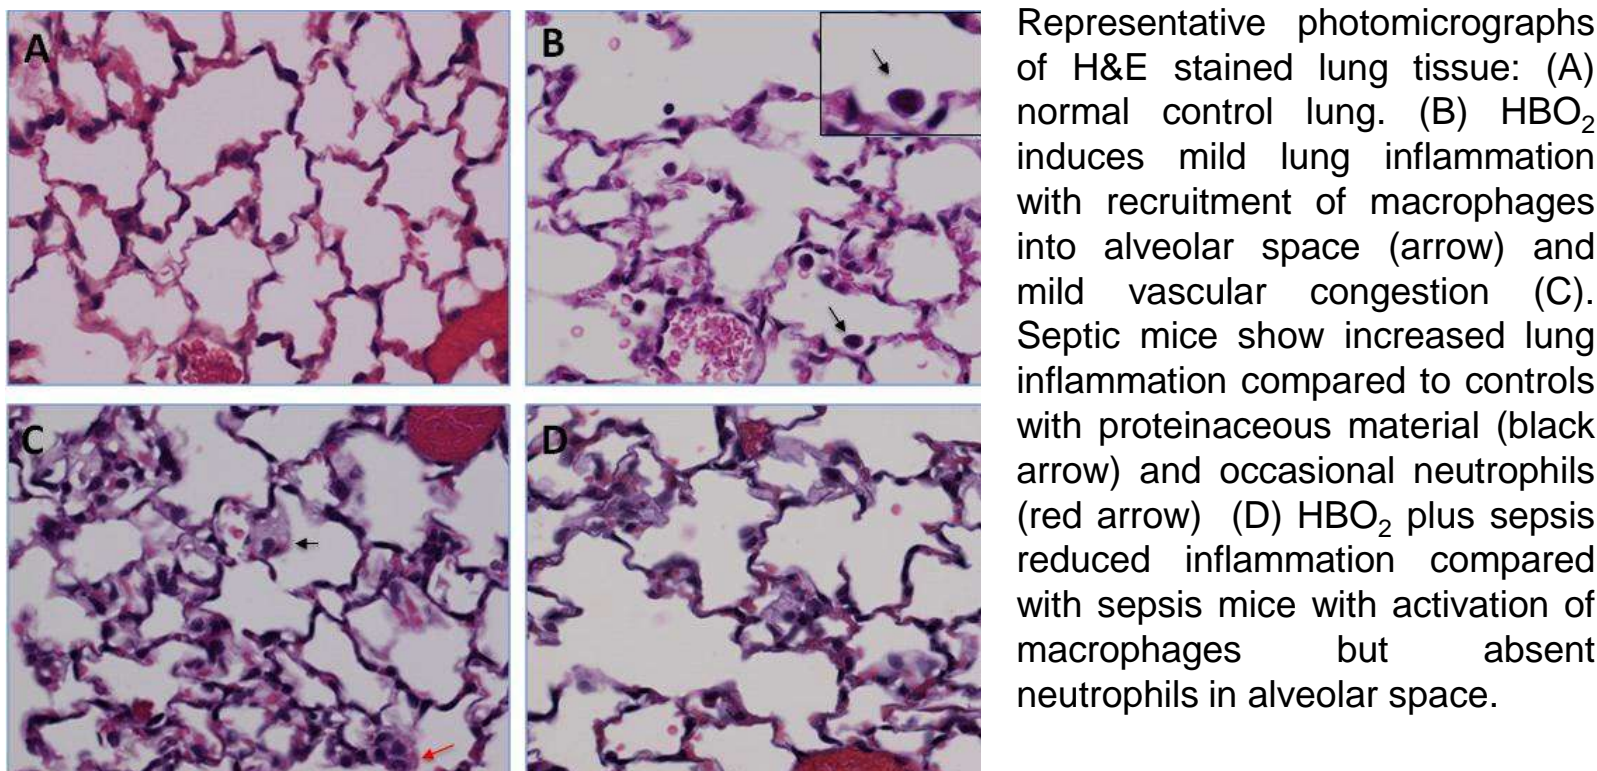 A
B
C
D
Representative photomicrographs
of H&E stained lung tissue: (A)
normal control lung. (B) HBO₂
induces mild lung inflammation
with recruitment of macrophages
into alveolar space (arrow) and
mild vascular congestion (C).
Septic mice show increased lung
inflammation compared to controls
with proteinaceous material (black
arrow) and occasional neutrophils
(red arrow) (D) HBO₂ plus sepsis
reduced inflammation compared
with sepsis mice with activation of
macrophages but absent
neutrophils in alveolar space.